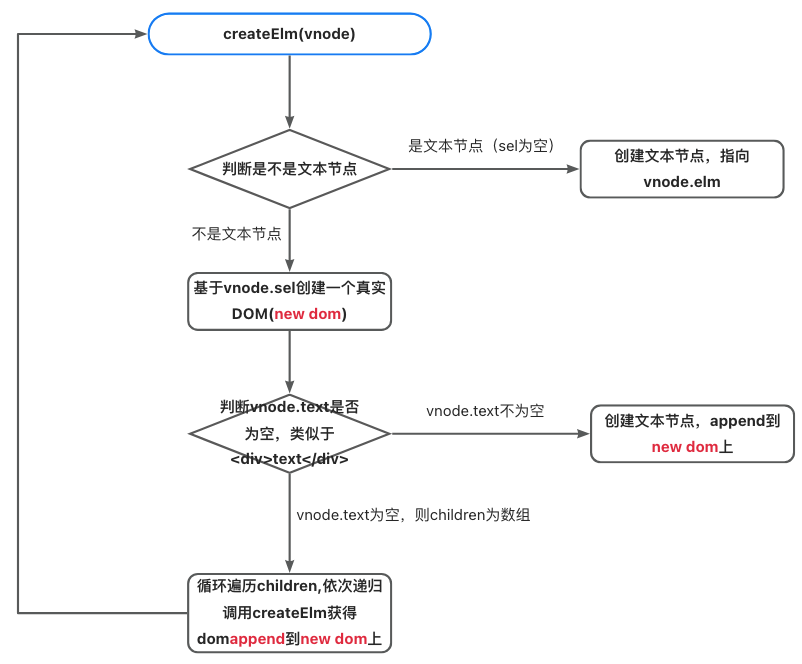 createElm(vnode)
是文本节点（sel为空）
判断是不是文本节点
创建文本节点，指向
vnode.elm
不是文本节点
基于vnode.sel创建一个真实
DOM(new dom)
判断vnode.text是否
为空，类似于
<div>text</div>
vnode.text不为空
创建文本节点，append到
new dom上
vnode.text为空，则children为数组
循环遍历children,依次递归
调用createElm获得
domappend到new dom上